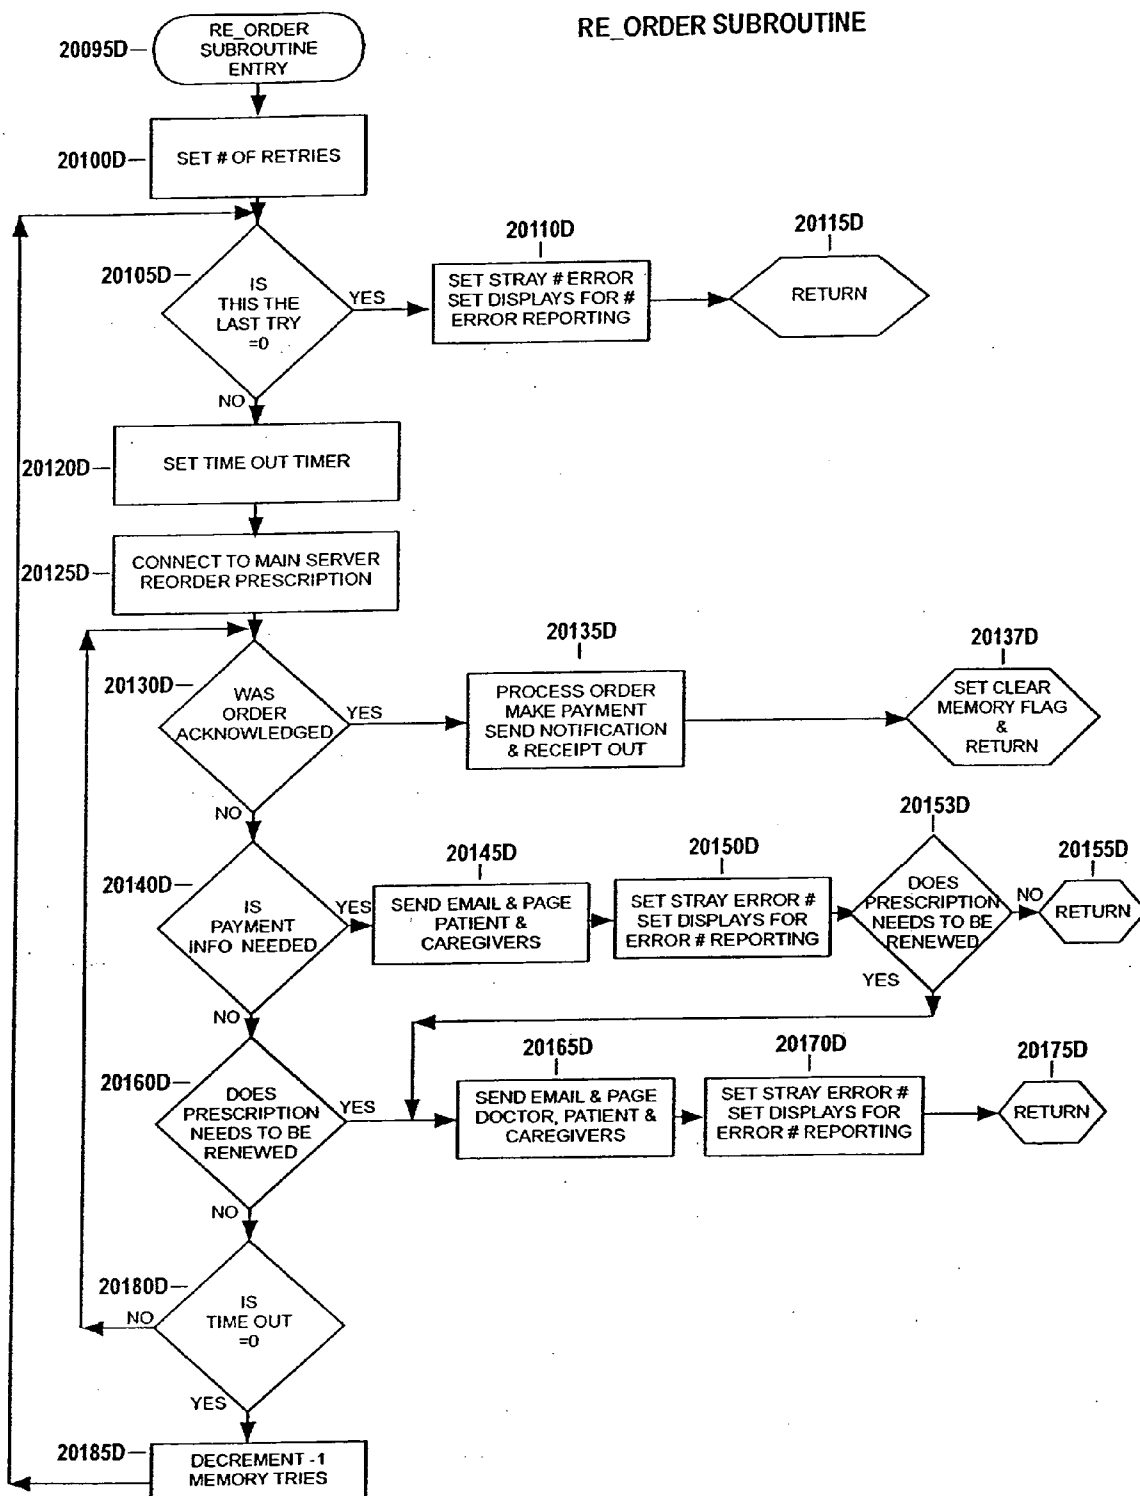 RE_ORDER SUBROUTINE
20095D
RE_ORDER
SUBROUTINE
ENTRY
20100D
SET # OF RETRIES
20105D
IS
THIS THE
LAST TRY
=0
YES
NO
20110D
SET STRAY # ERROR
SET DISPLAYS FOR #
ERROR REPORTING
20115D
RETURN
20120D
SET TIME OUT TIMER
20125D
CONNECT TO MAIN SERVER
REORDER PRESCRIPTION
20130D
WAS
ORDER
ACKNOWLEDGED
YES
NO
20135D
PROCESS ORDER
MAKE PAYMENT
SEND NOTIFICATION
& RECEIPT OUT
20137D
SET CLEAR
MEMORY FLAG
&
RETURN
20140D
IS
PAYMENT
INFO NEEDED
YES
NO
20145D
SEND EMAIL & PAGE
PATIENT &
CAREGIVERS
20150D
SET STRAY ERROR #
SET DISPLAYS FOR
ERROR # REPORTING
20153D
DOES
PRESCRIPTION
NEEDS TO BE
RENEWED
NO
YES
20155D
RETURN
20160D
DOES
PRESCRIPTION
NEEDS TO BE
RENEWED
YES
NO
20165D
SEND EMAIL & PAGE
DOCTOR, PATIENT &
CAREGIVERS
20170D
SET STRAY ERROR #
SET DISPLAYS FOR
ERROR # REPORTING
20175D
RETURN
20180D
IS
TIME OUT
=0
NO
YES
20185D
DECREMENT -1
MEMORY TRIES